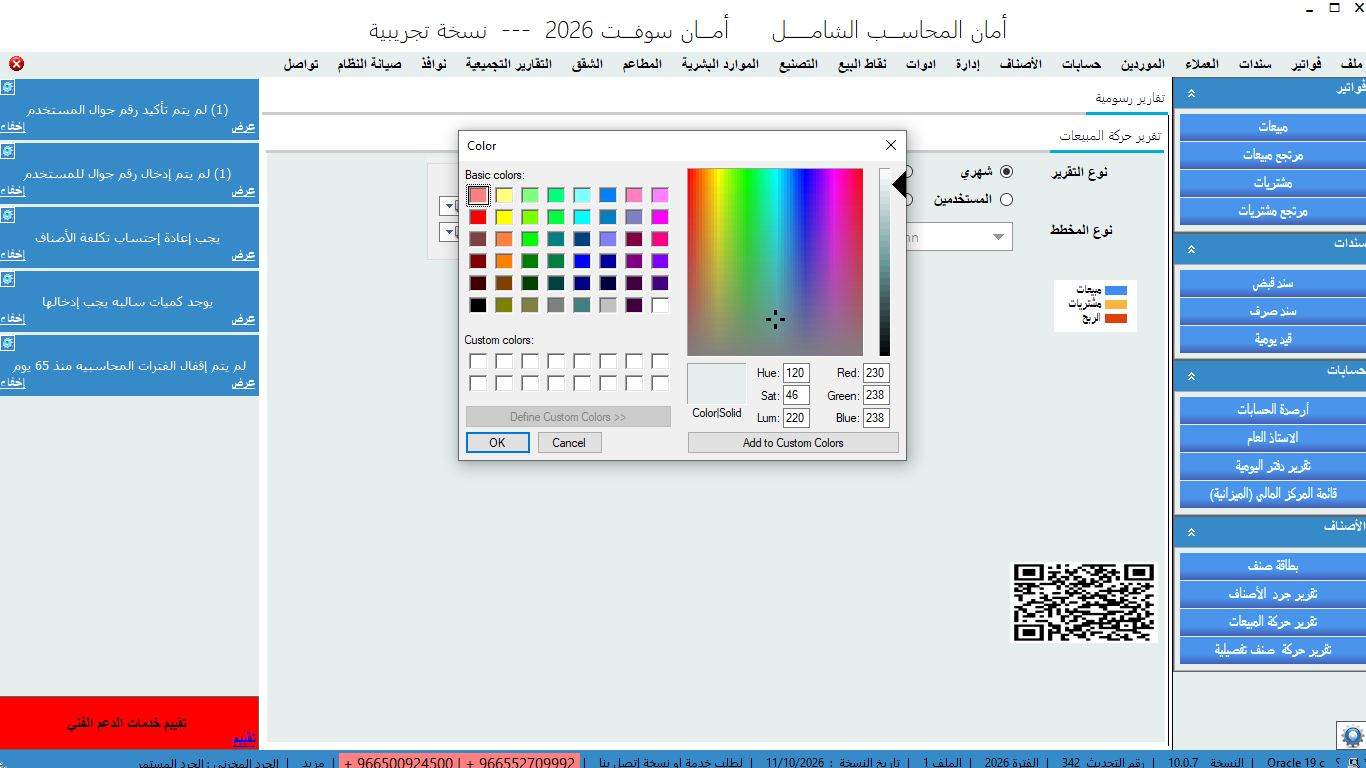 أمان المحاســب الشامــــل أمــان سوفــت 2026 --- نسخة تجريبية
ملف فواتير سندات العملاء الموردين حسابات الأصناف إدارة ادوات نقاط البيع التصنيع الموارد البشرية المطاعم الشقق التقارير التجميعية نوافذ صيانة النظام تواصل
فواتير
مبيعات
مرتجع مبيعات
مشتريات
مرتجع مشتريات
سندات
سند قبض
سند صرف
قيد يومية
حسابات
أرصدة الحسابات
الاستاذ العام
تقرير دفتر اليومية
قائمة المركز المالي (الميزانية)
الأصناف
بطاقة صنف
تقرير جرد الأصناف
تقرير حركة المبيعات
تقرير حركة صنف تفصيلية
تقارير رسومية
تقرير حركة المبيعات
نوع التقرير
شهري
المستخدمين
نوع المخطط
مبيعات
مشتريات
الربح
Color
Basic colors:
Custom colors:
Define Custom Colors >>
OK Cancel
Color|Solid
Hue: 120 Red: 230
Sat: 46 Green: 238
Lum: 220 Blue: 238
Add to Custom Colors
(1) لم يتم تأكيد رقم جوال المستخدم
عرض إخفاء
(1) لم يتم إدخال رقم جوال للمستخدم
عرض إخفاء
يجب إعادة إحتساب تكلفة الأصناف
عرض إخفاء
يوجد كميات سالبه يجب إدخالها
عرض إخفاء
لم يتم إقفال الفترات المحاسبيه منذ 65 يوم
عرض إخفاء
تقييم خدمات الدعم الفني
تقييم
؟ Oracle 19 c | النسخة 10.0.7 | رقم التحديث 342 | الفترة 2026 | الملف 1 | تاريخ النسخة : 11/10/2026 | لطلب خدمة او نسخة إتصل بنا | + 966500924500 | + 966552709992 | مزيد | الجرد المخزني : الجرد المستمر